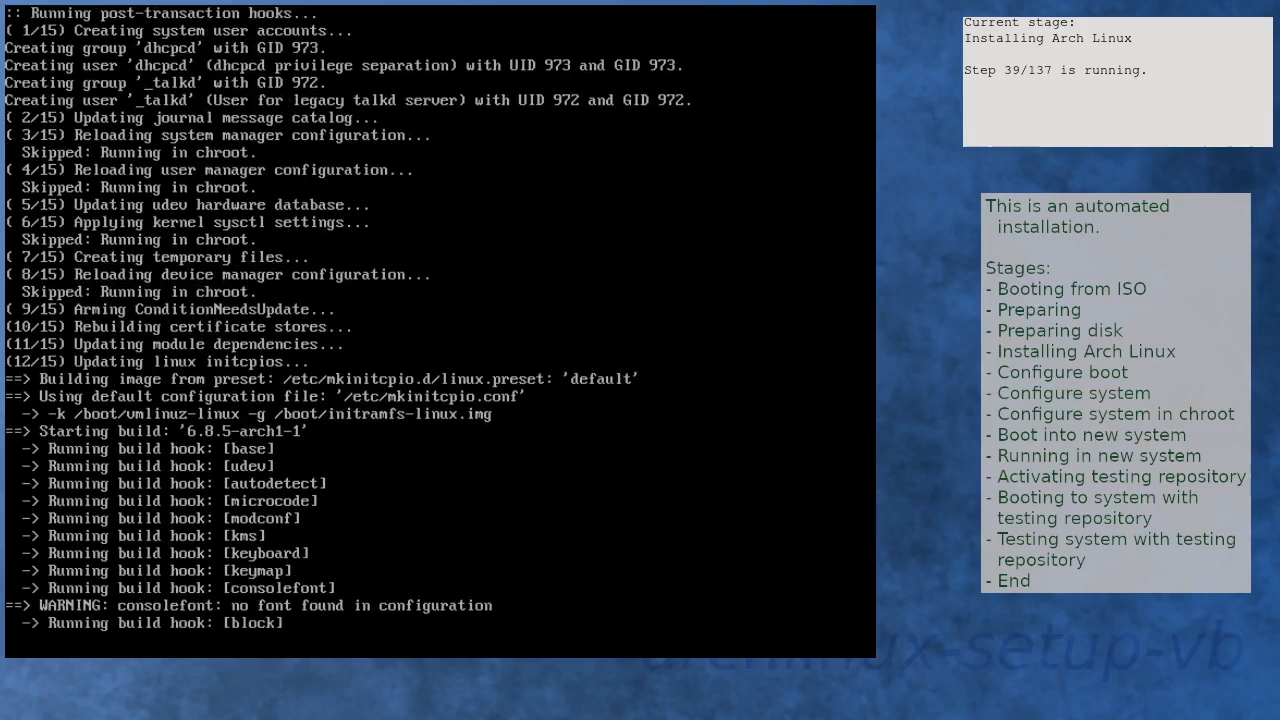 :: Running post-transaction hooks...
( 1/15) Creating system user accounts...
Creating group 'dhcpcd' with GID 973.
Creating user 'dhcpcd' (dhcpcd privilege separation) with UID 973 and GID 973.
Creating group '_talkd' with GID 972.
Creating user '_talkd' (User for legacy talkd server) with UID 972 and GID 972.
( 2/15) Updating journal message catalog...
( 3/15) Reloading system manager configuration...
  Skipped: Running in chroot.
( 4/15) Reloading user manager configuration...
  Skipped: Running in chroot.
( 5/15) Updating udev hardware database...
( 6/15) Applying kernel sysctl settings...
  Skipped: Running in chroot.
( 7/15) Creating temporary files...
( 8/15) Reloading device manager configuration...
  Skipped: Running in chroot.
( 9/15) Arming ConditionNeedsUpdate...
(10/15) Rebuilding certificate stores...
(11/15) Updating module dependencies...
(12/15) Updating linux initcpios...
==> Building image from preset: /etc/mkinitcpio.d/linux.preset: 'default'
==> Using default configuration file: '/etc/mkinitcpio.conf'
  -> -k /boot/vmlinuz-linux -g /boot/initramfs-linux.img
==> Starting build: '6.8.5-arch1-1'
  -> Running build hook: [base]
  -> Running build hook: [udev]
  -> Running build hook: [autodetect]
  -> Running build hook: [microcode]
  -> Running build hook: [modconf]
  -> Running build hook: [kms]
  -> Running build hook: [keyboard]
  -> Running build hook: [keymap]
  -> Running build hook: [consolefont]
==> WARNING: consolefont: no font found in configuration
  -> Running build hook: [block]
Current stage:
Installing Arch Linux
Step 39/137 is running.
This is an automated
installation.
Stages:
- Booting from ISO
- Preparing
- Preparing disk
- Installing Arch Linux
- Configure boot
- Configure system
- Configure system in chroot
- Boot into new system
- Running in new system
- Activating testing repository
- Booting to system with
testing repository
- Testing system with testing
repository
- End
archlinux-setup-vb